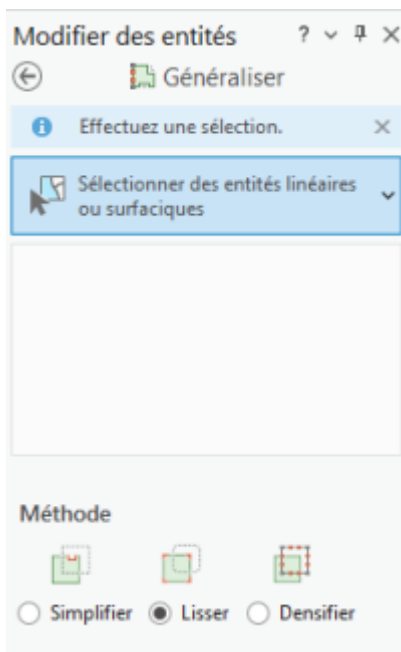 Modifier des entités ?
Généraliser
Effectuez une sélection.
Sélectionner des entités linéaires
ou surfaciques
Méthode
Simplifier Lisser Densifier